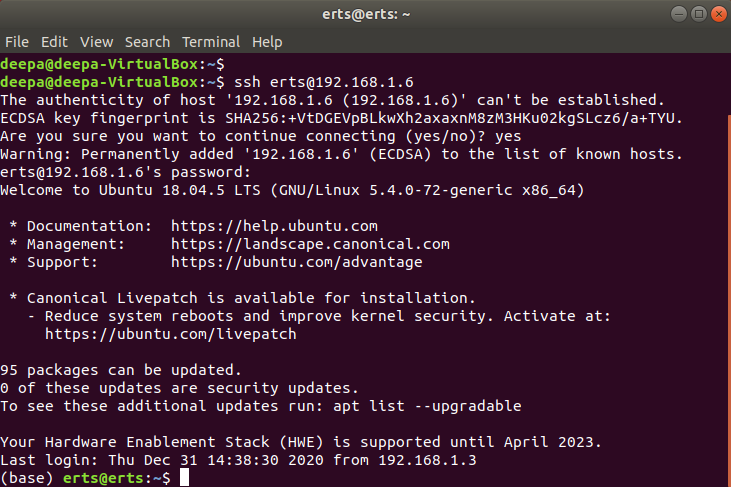 erts@erts: ~
File Edit View Search Terminal Help
deepa@deepa-VirtualBox:~$
deepa@deepa-VirtualBox:~$ ssh erts@192.168.1.6
The authenticity of host '192.168.1.6 (192.168.1.6)' can't be established.
ECDSA key fingerprint is SHA256:+VtDGEVpBLkwXh2axaxnM8zM3HKu02kgSLcz6/a+TYU.
Are you sure you want to continue connecting (yes/no)? yes
Warning: Permanently added '192.168.1.6' (ECDSA) to the list of known hosts.
erts@192.168.1.6's password:
Welcome to Ubuntu 18.04.5 LTS (GNU/Linux 5.4.0-72-generic x86_64)
* Documentation:  https://help.ubuntu.com
* Management:     https://landscape.canonical.com
* Support:        https://ubuntu.com/advantage
* Canonical Livepatch is available for installation.
- Reduce system reboots and improve kernel security. Activate at:
https://ubuntu.com/livepatch
95 packages can be updated.
0 of these updates are security updates.
To see these additional updates run: apt list --upgradable
Your Hardware Enablement Stack (HWE) is supported until April 2023.
Last login: Thu Dec 31 14:38:30 2020 from 192.168.1.3
(base) erts@erts:~$